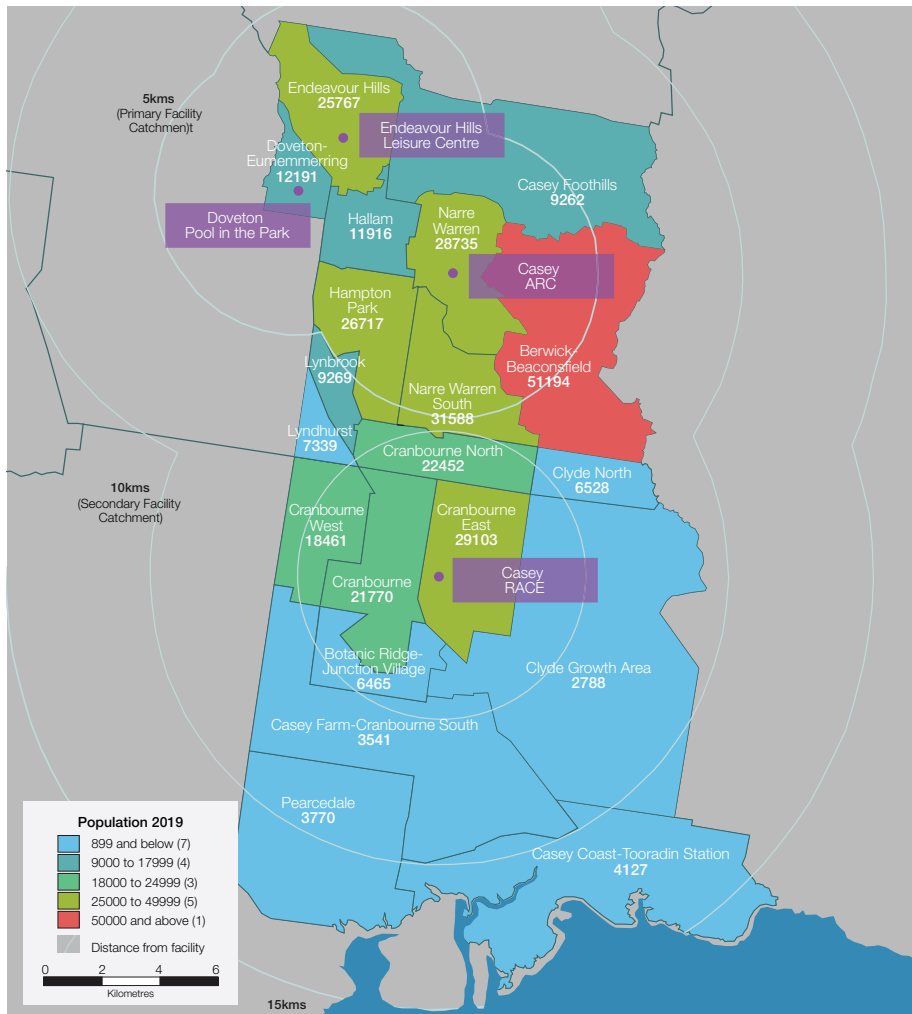 5kms
(Primary Facility
Catchmen)t
Endeavour Hills
25767
Endeavour Hills
Leisure Centre
Doveton-
Eumemmerring
12191
Casey Foothills
9262
Doveton
Pool in the Park
Hallam
11916
Narre
Warren
28735
Casey
ARC
Hampton
Park
26717
Berwick-
Beaconsfield
51194
Lynbrook
9269
Narre Warren
South
31588
Lyndhurst
7339
Cranbourne North
22452
Clyde North
6528
10kms
(Secondary Facility
Catchment)
Cranbourne
West
18461
Cranbourne
East
29103
Casey
RACE
Cranbourne
21770
Botanic Ridge-
Junction Village
6465
Clyde Growth Area
2788
Casey Farm-Cranbourne South
3541
Pearcedale
3770
Casey Coast-Tooradin Station
4127
Population 2019
899 and below (7)
9000 to 17999 (4)
18000 to 24999 (3)
25000 to 49999 (5)
50000 and above (1)
Distance from facility
0 2 4 6
Kilometres
15kms